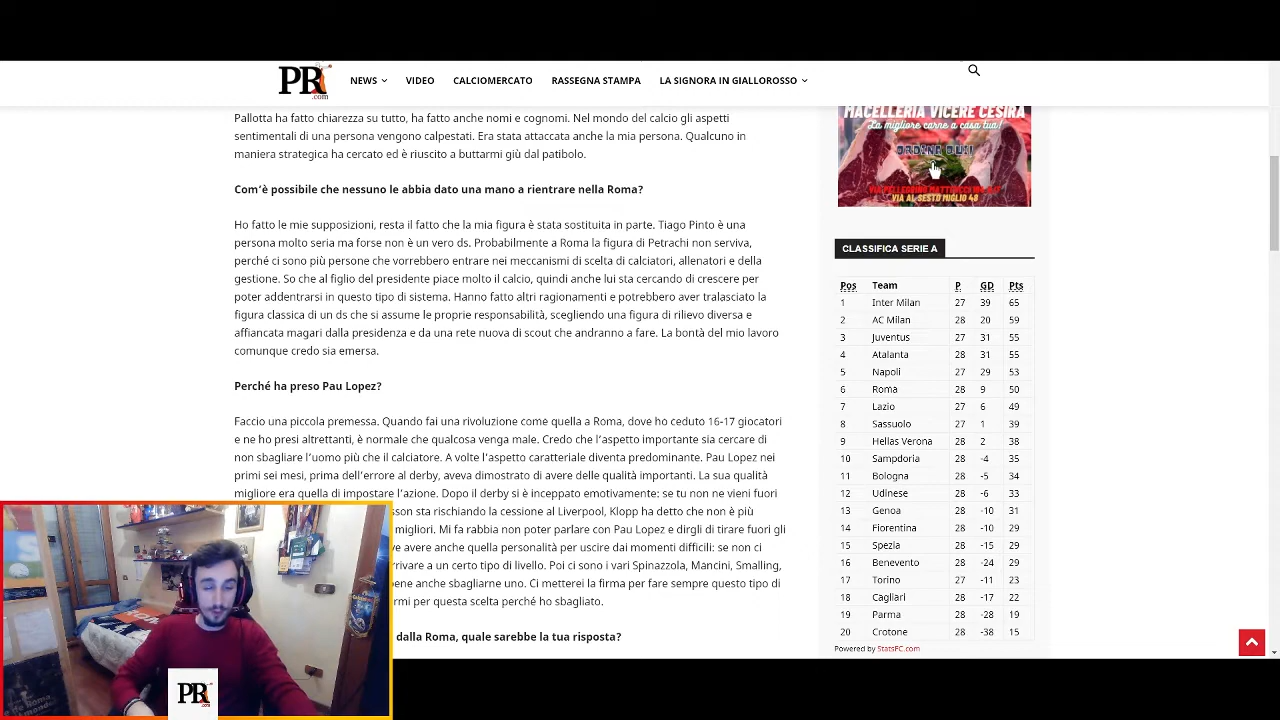 PR
.com
NEWS
VIDEO
CALCIOMERCATO
RASSEGNA STAMPA
LA SIGNORA IN GIALLOROSSO
Pallotta ha fatto chiarezza su tutto, ha fatto anche nomi e cognomi. Nel mondo del calcio gli aspetti
di una persona vengono calpestati. Era stata attaccata anche la mia persona. Qualcuno in
maniera strategica ha cercato ed è riuscito a buttarmi giù dal patibolo.
Com’è possibile che nessuno le abbia dato una mano a rientrare nella Roma?
Ho fatto le mie supposizioni, resta il fatto che la mia figura è stata sostituita in parte. Tiago Pinto è una
persona molto seria ma forse non è un vero ds. Probabilmente a Roma la figura di Petrachi non serviva,
perché ci sono più persone che vorrebbero entrare nei meccanismi di scelta di calciatori, allenatori e della
gestione. So che al figlio del presidente piace molto il calcio, quindi anche lui sta cercando di crescere per
poter addentrarsi in questo tipo di sistema. Hanno fatto altri ragionamenti e potrebbero aver tralasciato la
figura classica di un ds che si assume le proprie responsabilità, scegliendo una figura di rilievo diversa e
affiancata magari dalla presidenza e da una rete nuova di scout che andranno a fare. La bontà del mio lavoro
comunque credo sia emersa.
Perché ha preso Pau Lopez?
Faccio una piccola premessa. Quando fai una rivoluzione come quella a Roma, dove ho ceduto 16-17 giocatori
e ne ho presi altrettanti, è normale che qualcosa venga male. Credo che l’aspetto importante sia cercare di
non sbagliare l’uomo più che il calciatore. A volte l’aspetto caratteriale diventa predominante. Pau Lopez nei
primi sei mesi, prima dell’errore al derby, aveva dimostrato di avere delle qualità importanti. La sua qualità
migliore era quella di impostare l’azione. Dopo il derby si è inceppato emotivamente: se tu non ne vieni fuori
sson sta rischiando la cessione al Liverpool, Klopp ha detto che non è più
migliori. Mi fa rabbia non poter parlare con Pau Lopez e dirgli di tirare fuori gli
ve avere anche quella personalità per uscire dai momenti difficili: se non ci
rrivare a un certo tipo di livello. Poi ci sono i vari Spinazzola, Mancini, Smalling,
bene anche sbagliarne uno. Ci metterei la firma per fare sempre questo tipo di
rmi per questa scelta perché ho sbagliato.
dalla Roma, quale sarebbe la tua risposta?
MACELLERIA VICERE CESIRA
La migliore carne a casa tua!
ORDINA QUI!
VIA AL SESTO MIGLIO 48
CLASSIFICA SERIE A
Pos Team P GD Pts
1 Inter Milan 27 39 65
2 AC Milan 28 20 59
3 Juventus 27 31 55
4 Atalanta 28 31 55
5 Napoli 27 29 53
6 Roma 28 9 50
7 Lazio 27 6 49
8 Sassuolo 27 1 39
9 Hellas Verona 28 2 38
10 Sampdoria 28 -4 35
11 Bologna 28 -5 34
12 Udinese 28 -6 33
13 Genoa 28 -10 31
14 Fiorentina 28 -10 29
15 Spezia 28 -15 29
16 Benevento 28 -24 29
17 Torino 27 -11 23
18 Cagliari 28 -17 22
19 Parma 28 -28 19
20 Crotone 28 -38 15
Powered by StatsFC.com
PR
.com